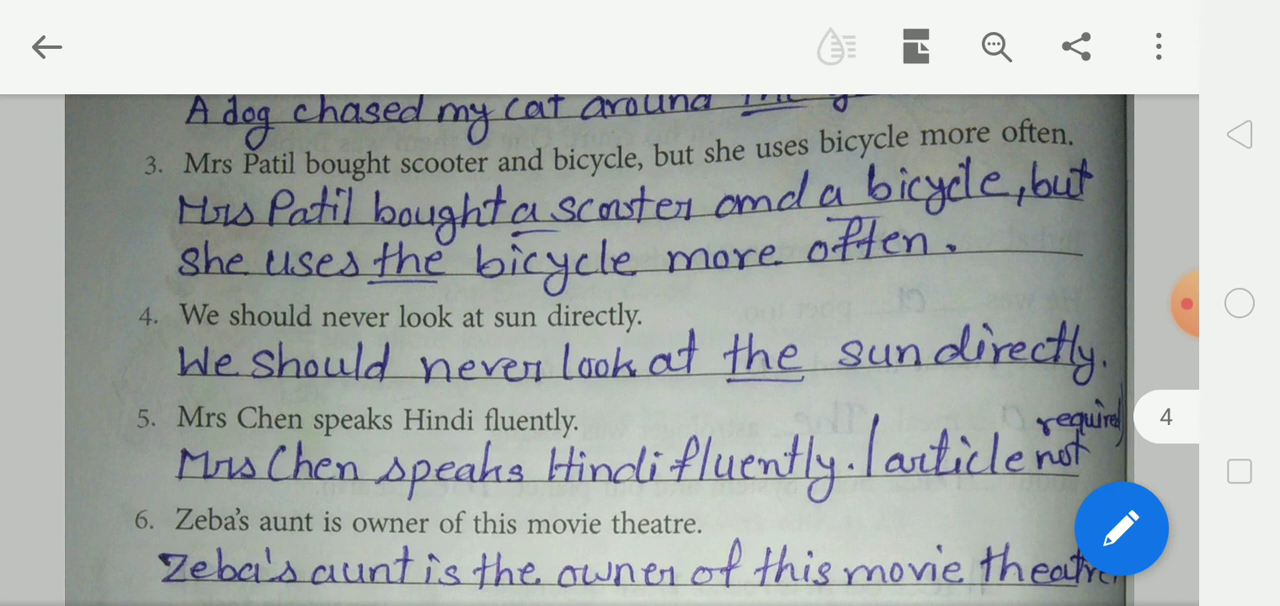 A dog chased my cat around the
3. Mrs Patil bought scooter and bicycle, but she uses bicycle more often.
Mrs Patil bought a scooter and a bicycle, but
she uses the bicycle more often.
4. We should never look at sun directly.
We should never look at the sun directly.
5. Mrs Chen speaks Hindi fluently.
required
Mrs Chen speaks Hindi fluently. / article not
4
6. Zeba's aunt is owner of this movie theatre.
Zeba's aunt is the owner of this movie theatre